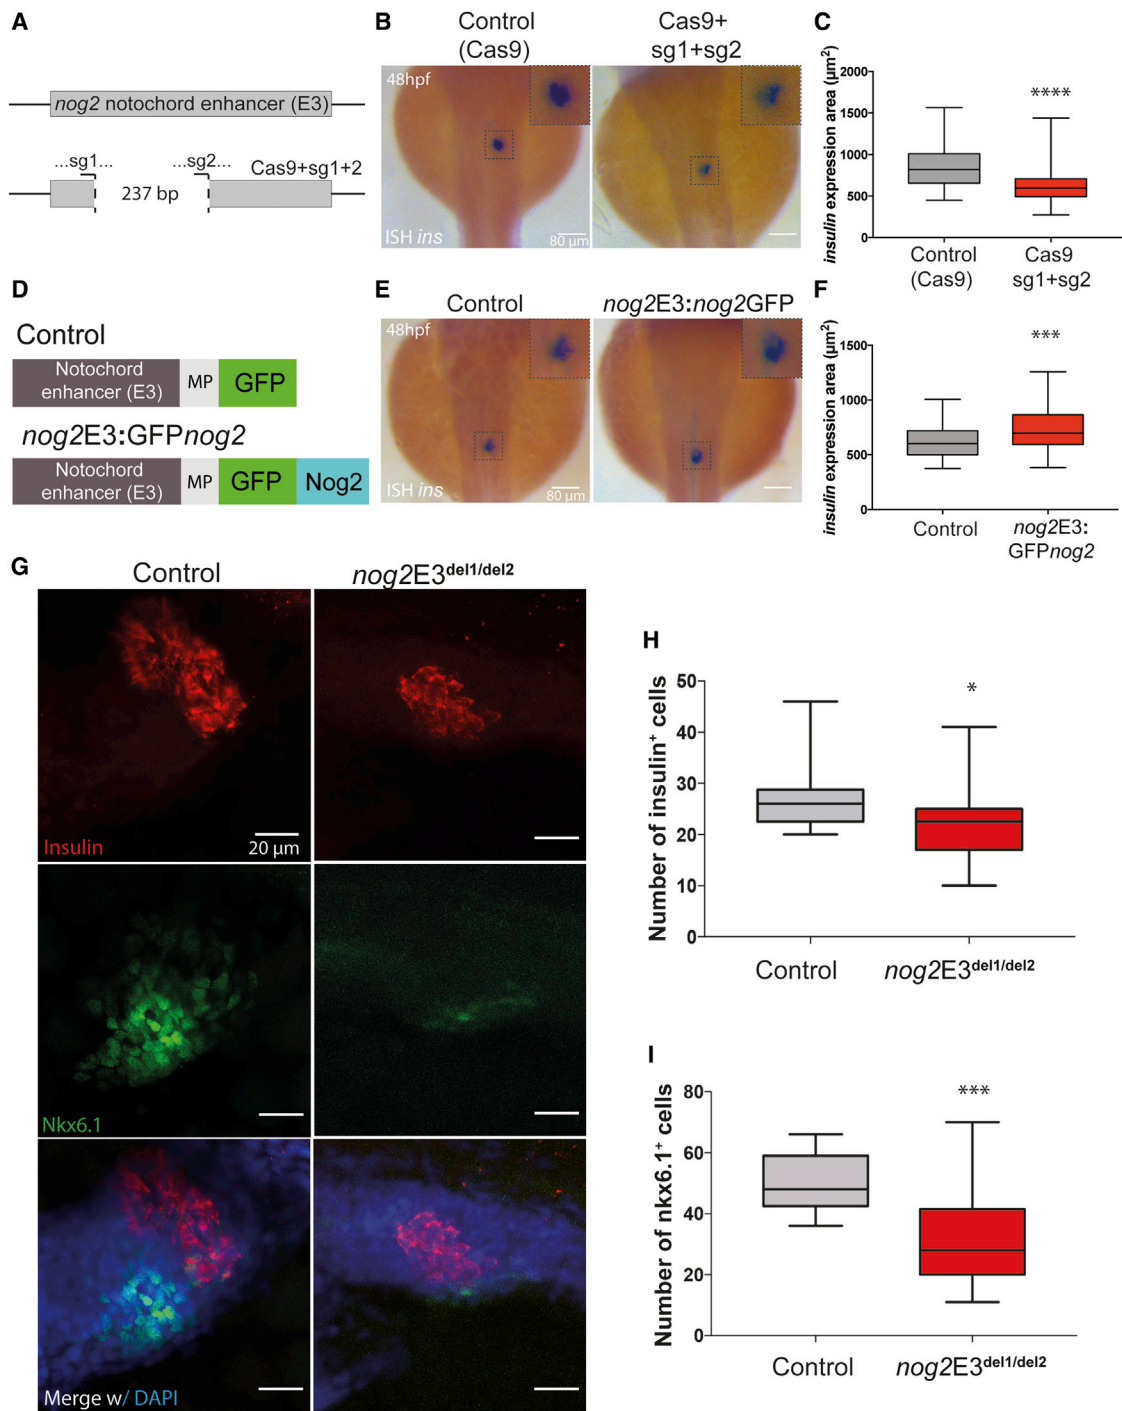 A
nog2 notochord enhancer (E3)
...sg1... ...sg2... Cas9+sg1+2
237 bp
B
Control
(Cas9)
Cas9+
sg1+sg2
48hpf
ISH ins
80 µm
C
insulin expression area (µm²)
2000
1500
1000
500
0
****
Control
(Cas9)
Cas9
sg1+sg2
D
Control
Notochord
enhancer (E3)
MP
GFP
nog2E3:GFPnog2
Notochord
enhancer (E3)
MP
GFP
Nog2
E
Control
nog2E3:nog2GFP
48hpf
ISH ins
80 µm
F
insulin expression area (µm²)
1500
1000
500
0
***
Control
nog2E3:
GFPnog2
G
Control
nog2E3del1/del2
Insulin
20 µm
Nkx6.1
Merge w/ DAPI
H
Number of insulin⁺ cells
50
40
30
20
10
0
*
Control
nog2E3del1/del2
I
Number of nkx6.1⁺ cells
80
60
40
20
0
***
Control
nog2E3del1/del2